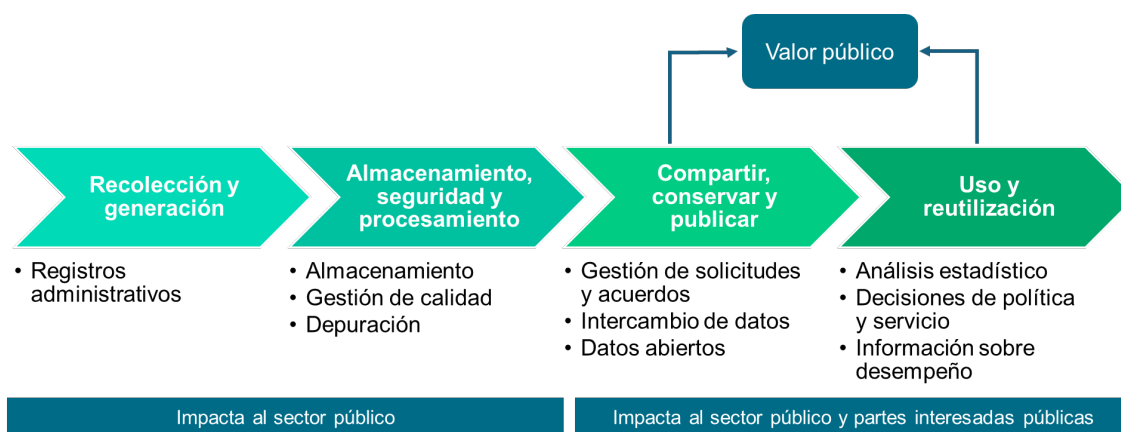 Valor público
Recolección y
generación
Almacenamiento,
seguridad y
procesamiento
Compartir,
conservar y
publicar
Uso y
reutilización
• Registros
administrativos
• Almacenamiento
• Gestión de calidad
• Depuración
• Gestión de solicitudes
y acuerdos
• Intercambio de datos
• Datos abiertos
• Análisis estadístico
• Decisiones de política
y servicio
• Información sobre
desempeño
Impacta al sector público
Impacta al sector público y partes interesadas públicas